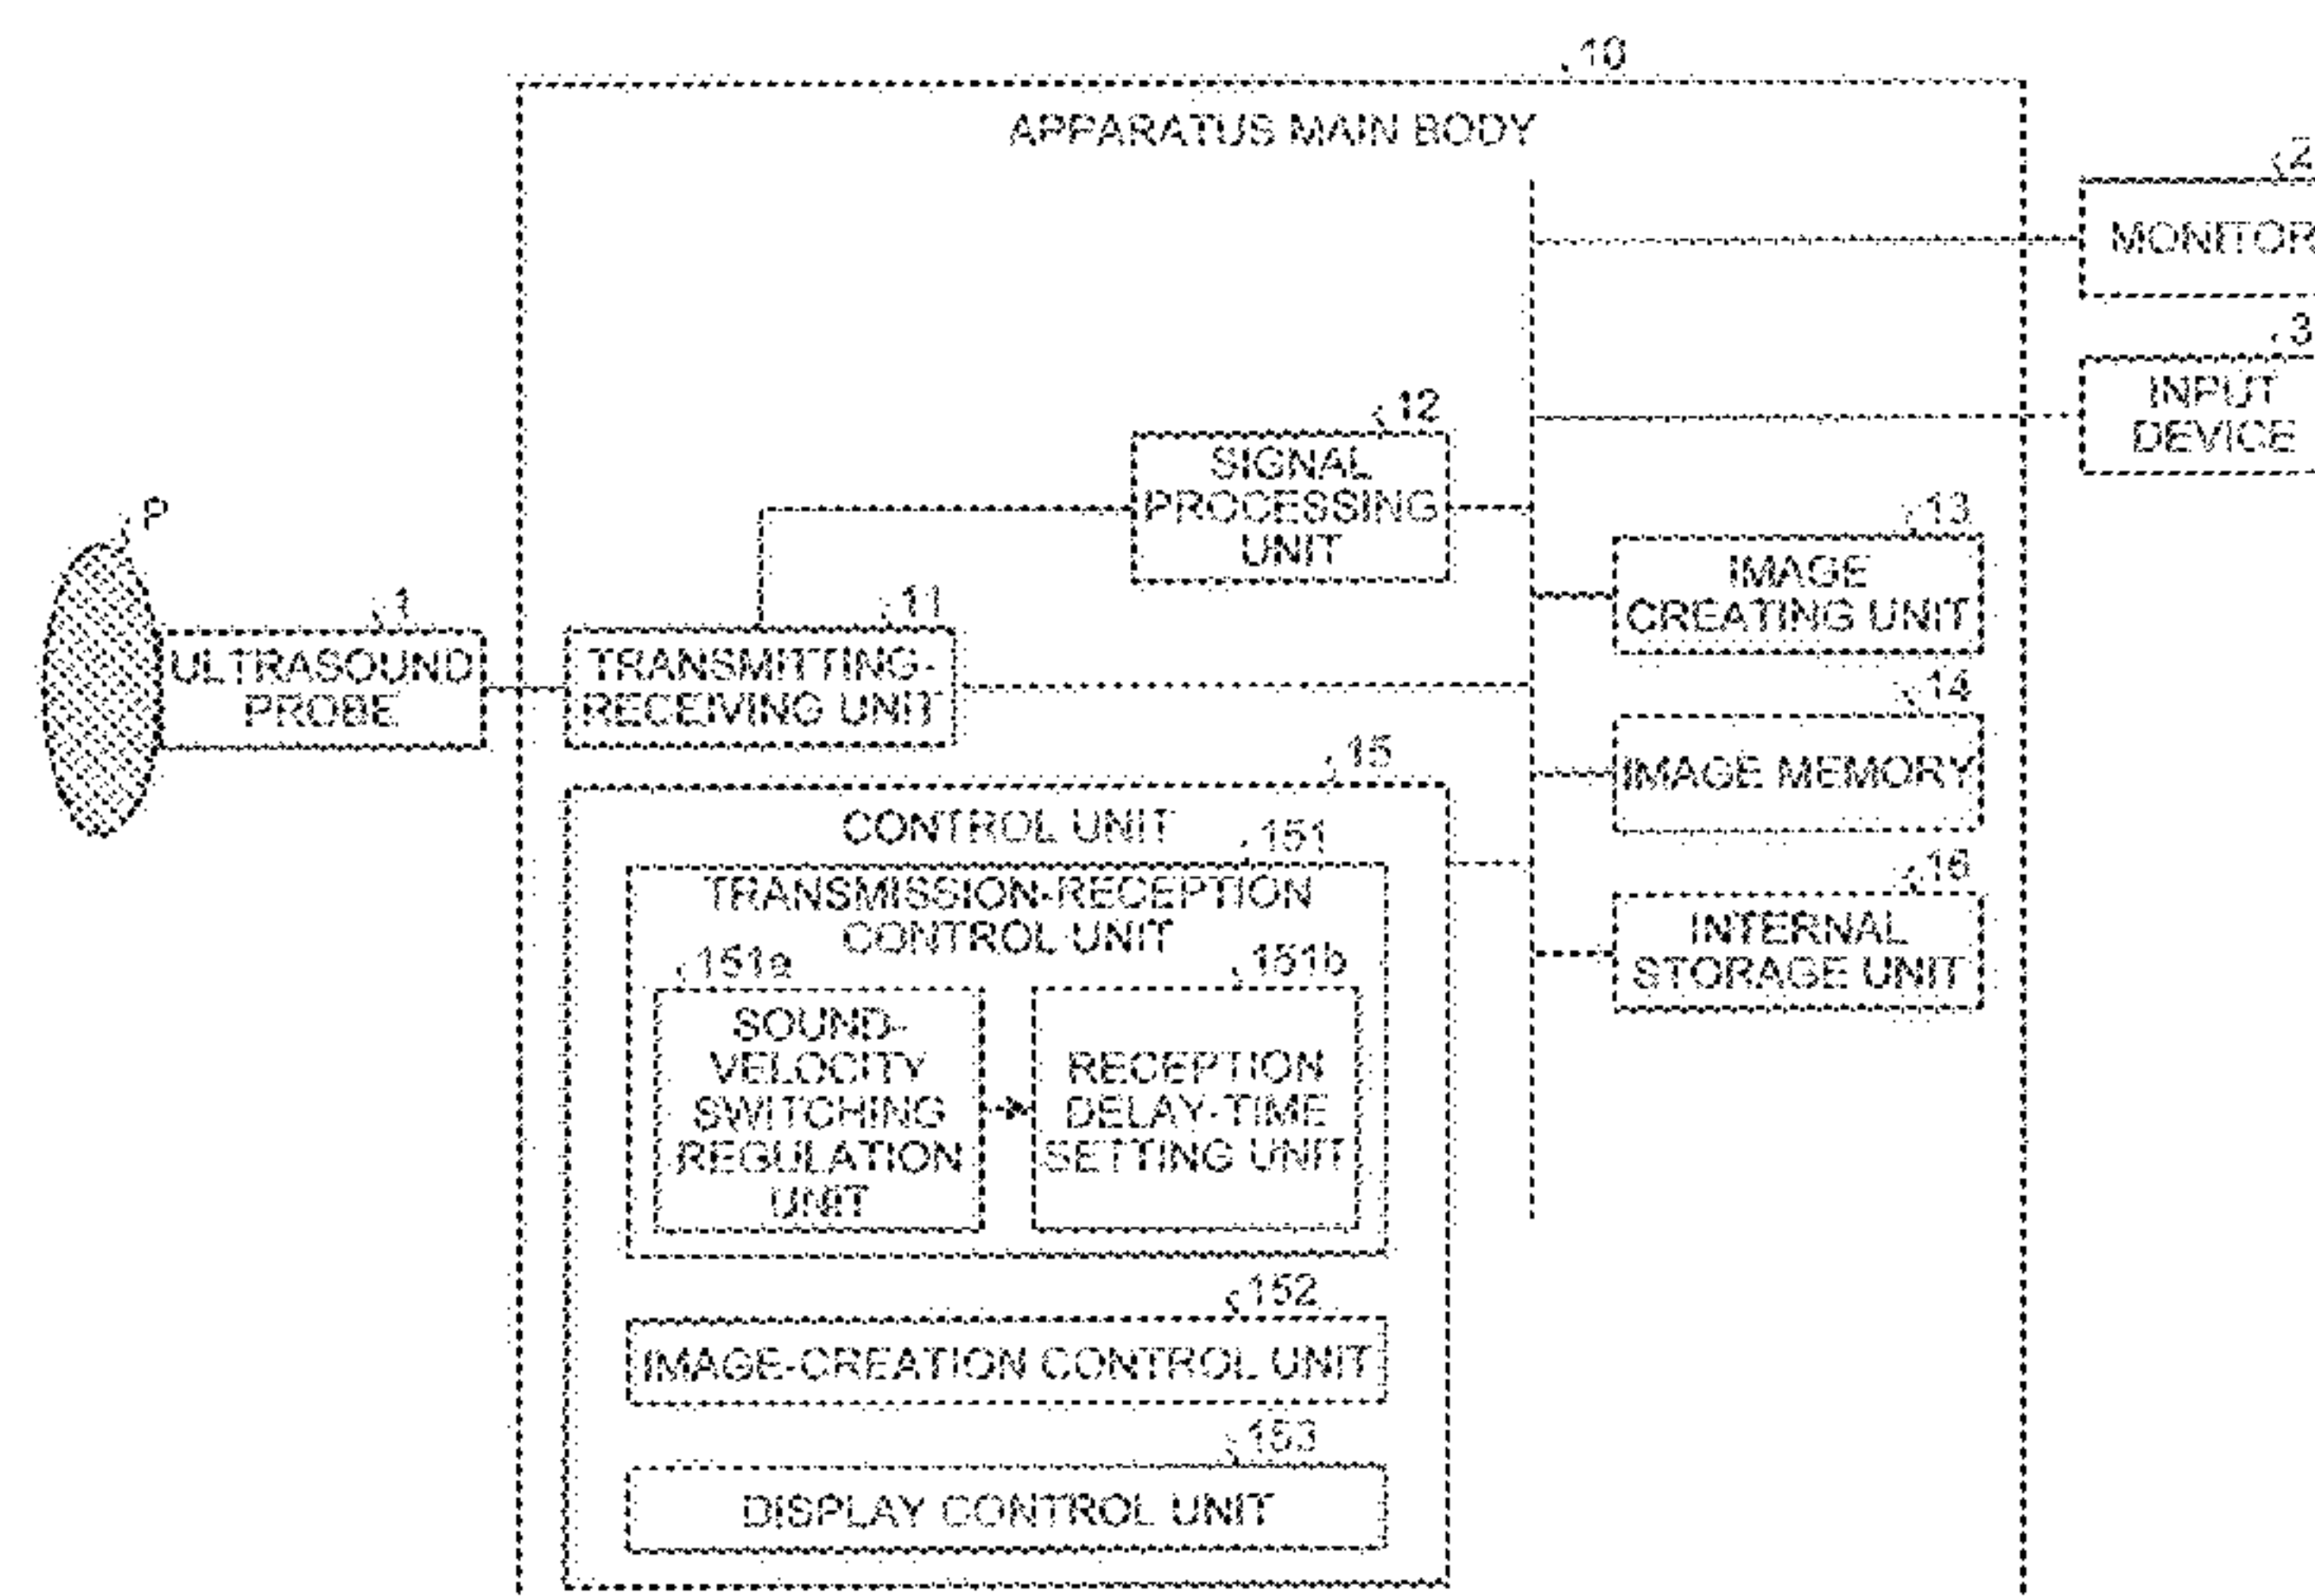 10
APPARATUS MAIN BODY
2
MONITOR
3
INPUT
DEVICE
12
SIGNAL
PROCESSING
UNIT
13
IMAGE
CREATING UNIT
P
1
ULTRASOUND
PROBE
11
TRANSMITTING-
RECEIVING UNIT
14
IMAGE MEMORY
15
CONTROL UNIT
151
TRANSMISSION-RECEPTION
CONTROL UNIT
16
INTERNAL
STORAGE UNIT
151a
SOUND-
VELOCITY
SWITCHING
REGULATION
UNIT
151b
RECEPTION
DELAY-TIME
SETTING UNIT
152
IMAGE-CREATION CONTROL UNIT
153
DISPLAY CONTROL UNIT